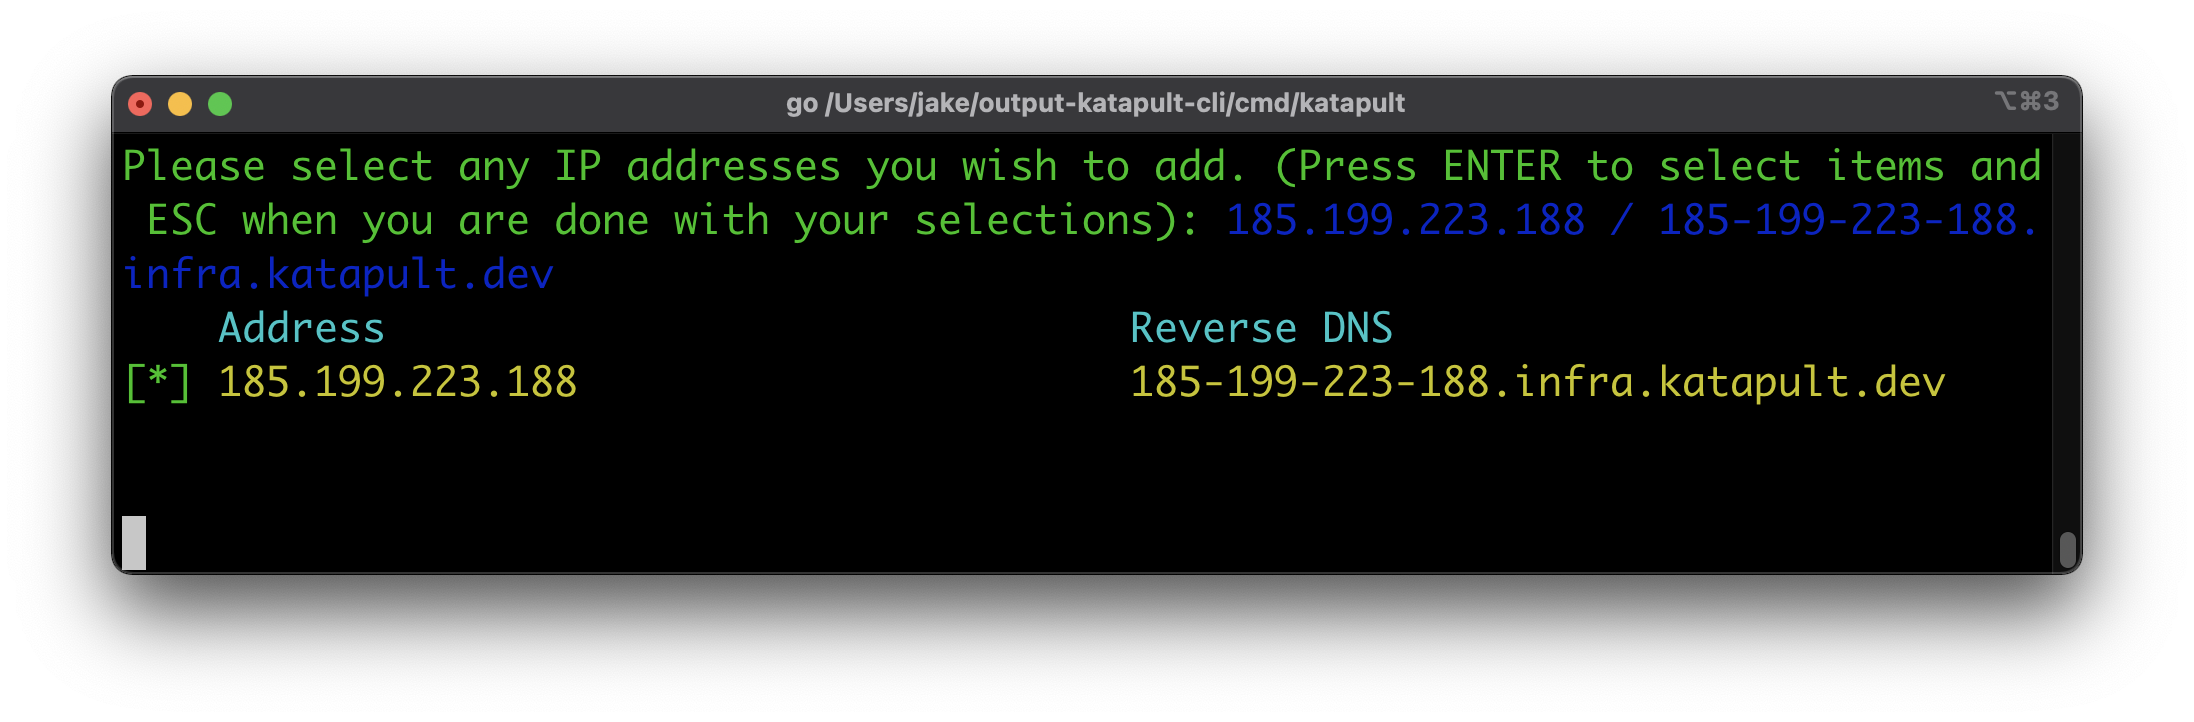 go /Users/jake/output-katapult-cli/cmd/katapult
⌥⌘3
Please select any IP addresses you wish to add. (Press ENTER to select items and
ESC when you are done with your selections): 185.199.223.188 / 185-199-223-188.
infra.katapult.dev
Address Reverse DNS
[*] 185.199.223.188 185-199-223-188.infra.katapult.dev